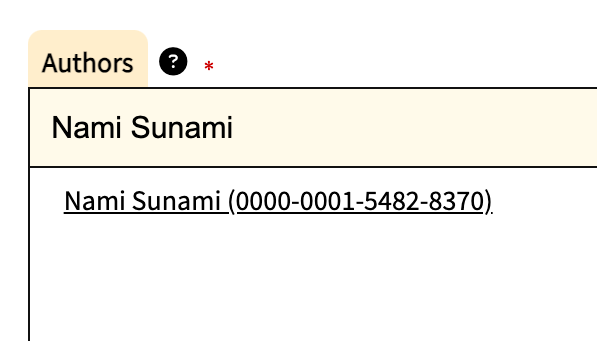 Authors ? *
Nami Sunami
Nami Sunami (0000-0001-5482-8370)